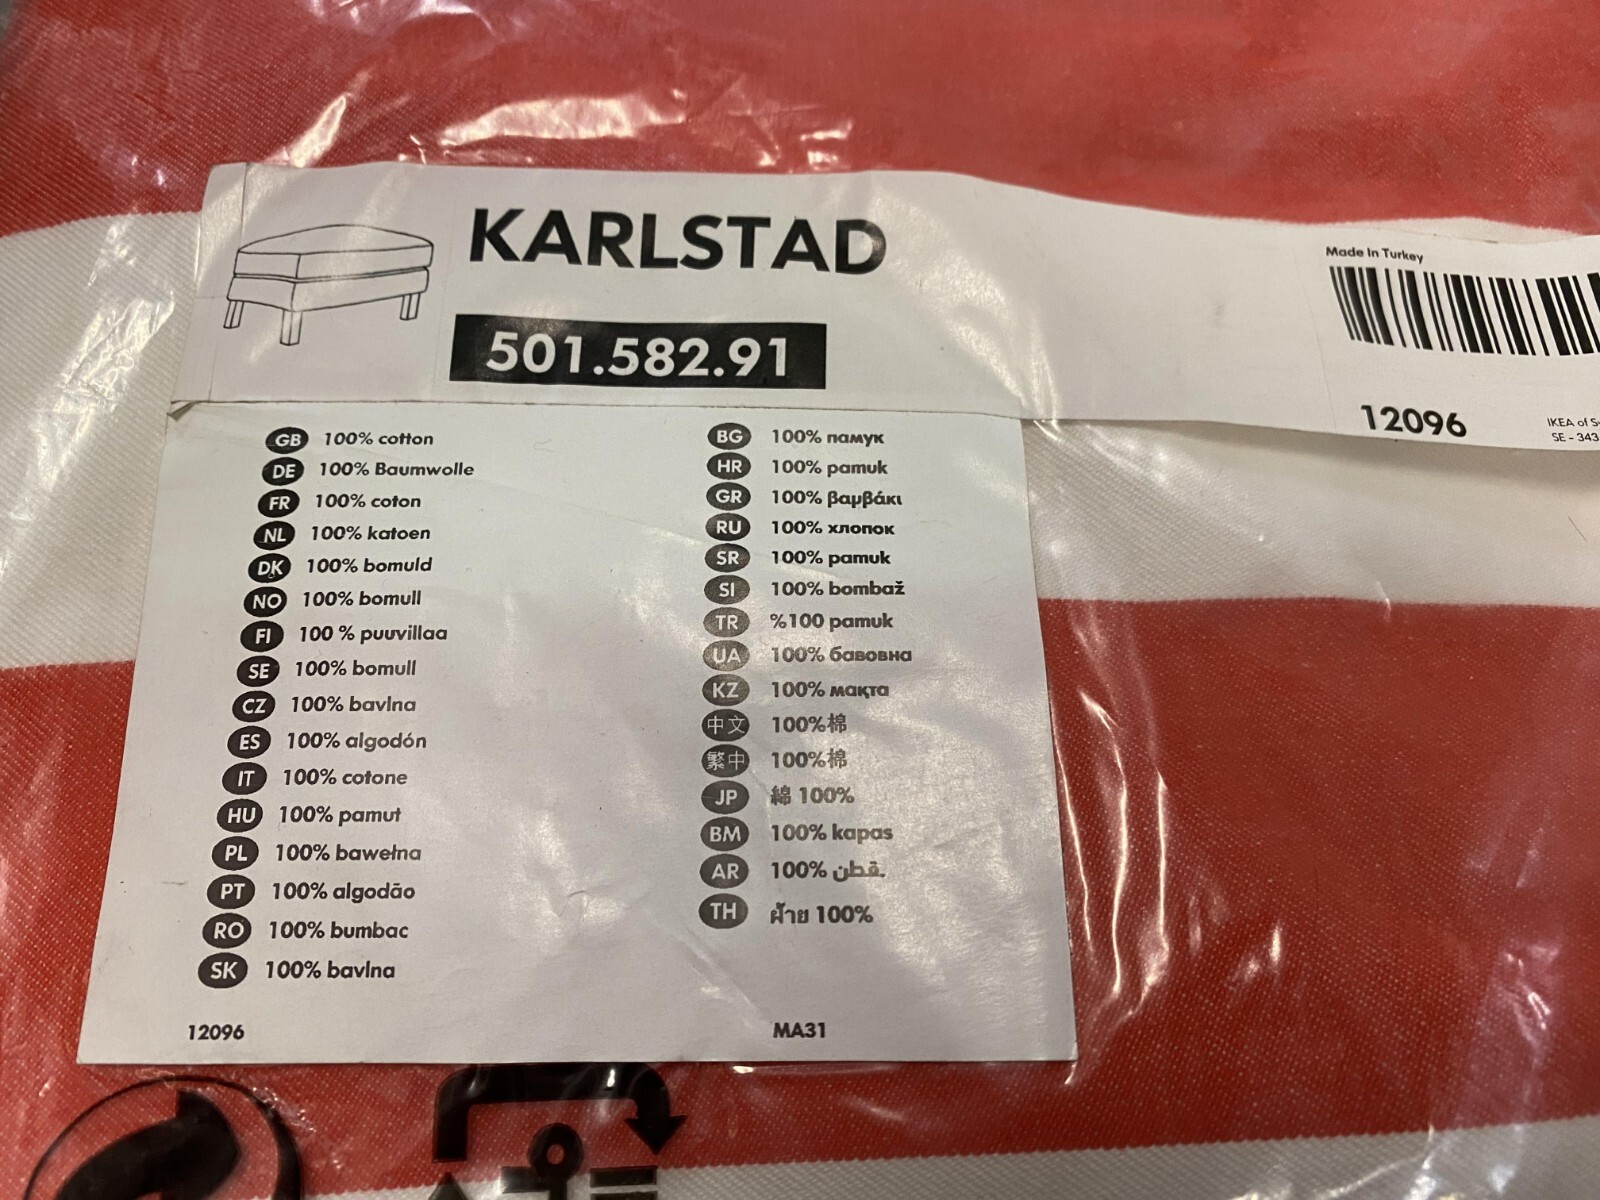 KARLSTAD
501.582.91
Made In Turkey
12096
IKEA of
SE - 343
GB 100% cotton
DE 100% Baumwolle
FR 100% coton
NL 100% katoen
DK 100% bomuld
NO 100% bomull
FI 100 % puuvillaa
SE 100% bomull
CZ 100% bavlna
ES 100% algodón
IT 100% cotone
HU 100% pamut
PL 100% bawełna
PT 100% algodão
RO 100% bumbac
SK 100% bavlna
12096
BG 100% памук
HR 100% pamuk
GR 100% βαμβάκι
RU 100% хлопок
SR 100% pamuk
SI 100% bombaž
TR %100 pamuk
UA 100% бавовна
KZ 100% мақта
中文 100%棉
繁中 100%棉
JP 綿 100%
BM 100% kapas
AR 100% قطن.
TH ฝ้าย 100%
MA31